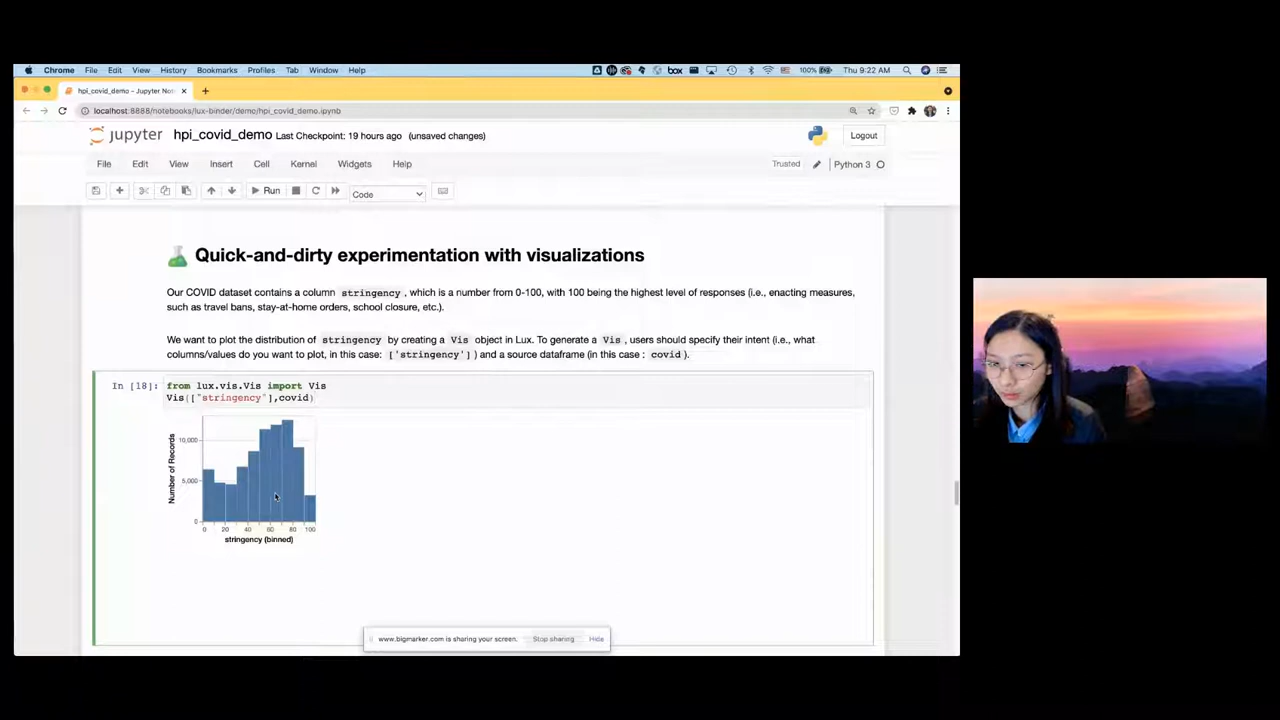 Chrome File Edit View History Bookmarks Profiles Tab Window Help box 100% Thu 9:22 AM
hpi_covid_demo - Jupyter Not
localhost:8888/notebooks/lux-binder/demo/hpi_covid_demo.ipynb
jupyter hpi_covid_demo Last Checkpoint: 19 hours ago (unsaved changes) Logout
File Edit View Insert Cell Kernel Widgets Help Trusted Python 3
Run Code
Quick-and-dirty experimentation with visualizations
Our COVID dataset contains a column stringency, which is a number from 0-100, with 100 being the highest level of responses (i.e., enacting measures,
such as travel bans, stay-at-home orders, school closure, etc.).
We want to plot the distribution of stringency by creating a Vis object in Lux. To generate a Vis, users should specify their intent (i.e., what
columns/values do you want to plot, in this case: ['stringency']) and a source dataframe (in this case: covid).
In [18]: from lux.vis.Vis import Vis
Vis(["stringency"],covid)
Number of Records
10,000
5,000
0
0 20 40 60 80 100
stringency (binned)
www.bigmarker.com is sharing your screen. Stop sharing Hide